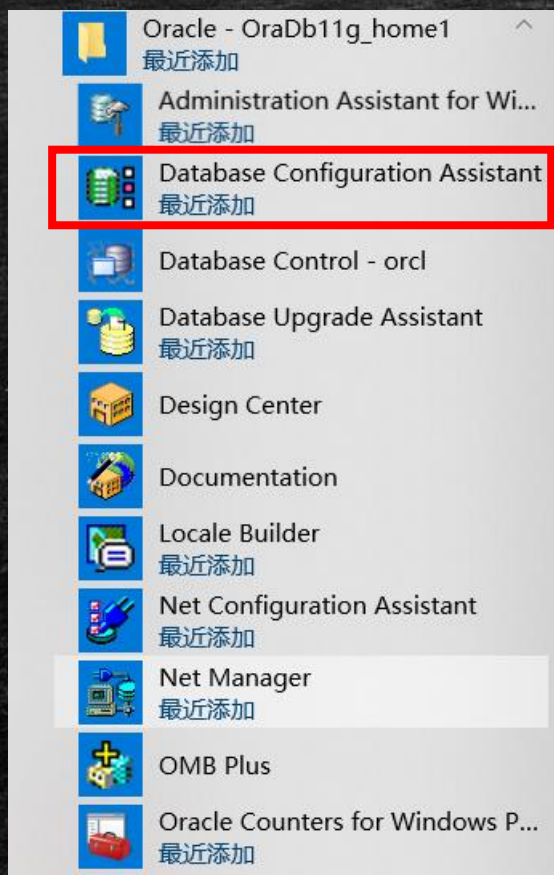 Oracle - OraDb11g_home1
最近添加
Administration Assistant for Wi...
最近添加
Database Configuration Assistant
最近添加
Database Control - orcl
Database Upgrade Assistant
最近添加
Design Center
Documentation
Locale Builder
最近添加
Net Configuration Assistant
最近添加
Net Manager
最近添加
OMB Plus
Oracle Counters for Windows P...
最近添加